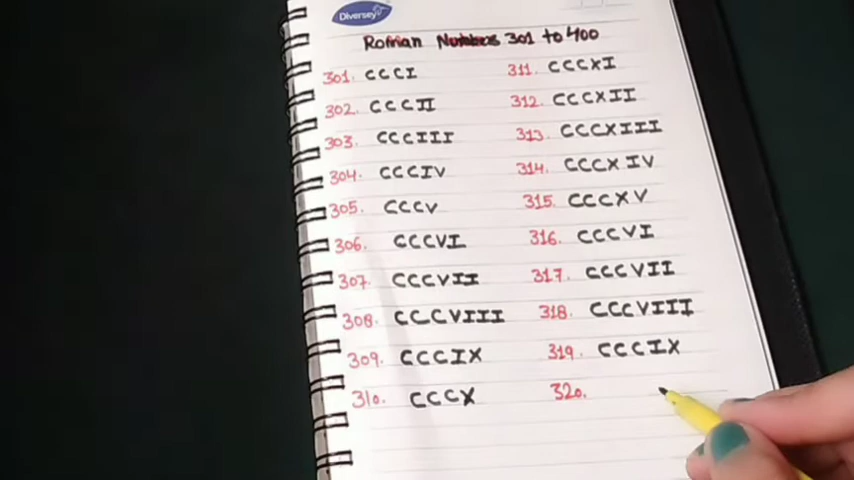 Diversey
Roman Numbers 301 to 400
301. CCCI
302. CCCII
303. CCCIII
304. CCCIV
305. CCCV
306. CCCVI
307. CCCVII
308. CCCVIII
309. CCCIX
310. CCCX
311. CCCXI
312. CCCXII
313. CCCXIII
314. CCCXIV
315. CCCXV
316. CCCVI
317. CCCVII
318. CCCVIII
319. CCCIX
320.